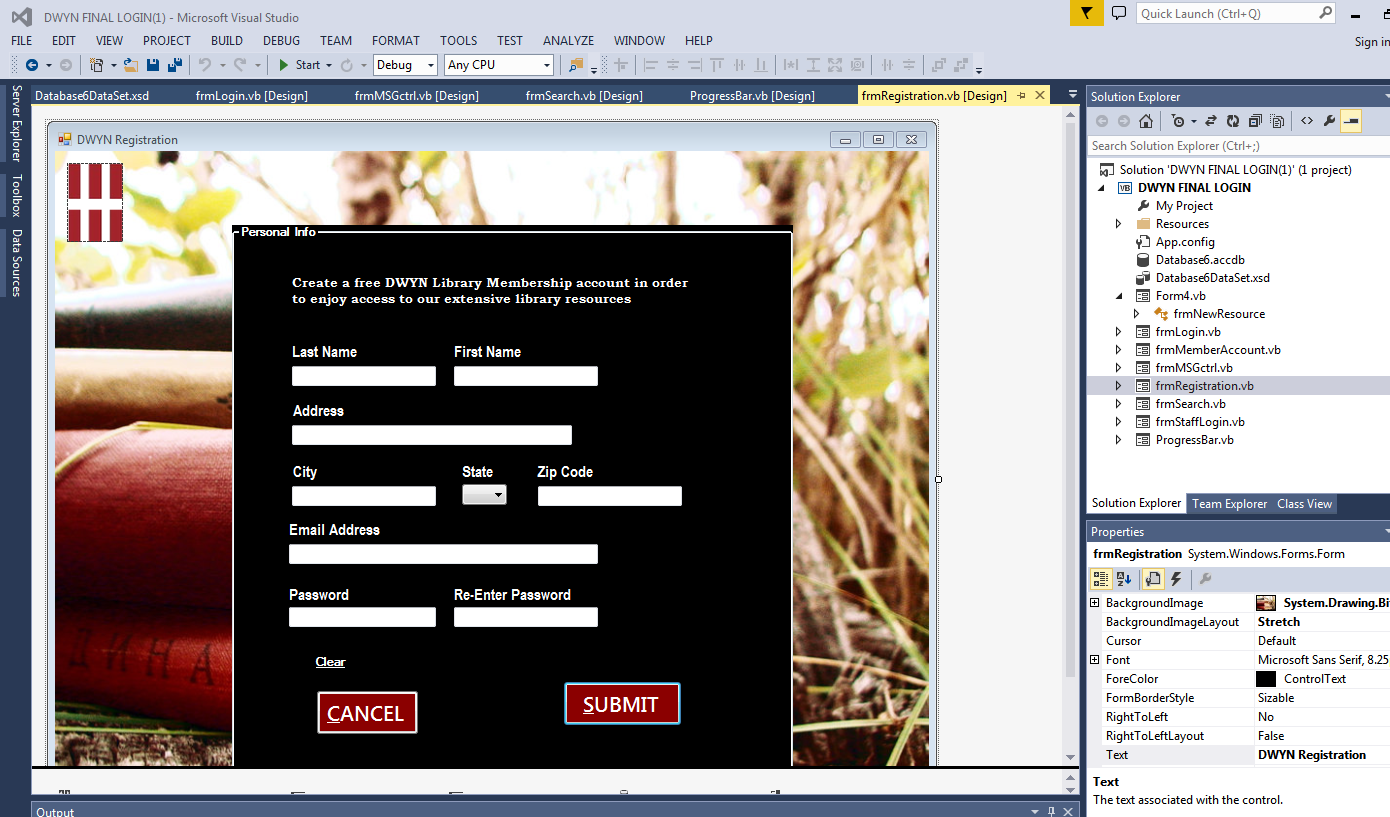 DWYN FINAL LOGIN(1) - Microsoft Visual Studio
Quick Launch (Ctrl+Q)
FILE EDIT VIEW PROJECT BUILD DEBUG TEAM FORMAT TOOLS TEST ANALYZE WINDOW HELP
Sign in
Start Debug Any CPU
Server Explorer
Toolbox
Data Sources
Database6DataSet.xsd frmLogin.vb [Design] frmMSGctrl.vb [Design] frmSearch.vb [Design] ProgressBar.vb [Design] frmRegistration.vb [Design]
DWYN Registration
Personal Info
Create a free DWYN Library Membership account in order
to enjoy access to our extensive library resources
Last Name First Name
Address
City State Zip Code
Email Address
Password Re-Enter Password
Clear
CANCEL SUBMIT
ДИНА
Output
Solution Explorer
Search Solution Explorer (Ctrl+;)
Solution 'DWYN FINAL LOGIN(1)' (1 project)
VB DWYN FINAL LOGIN
My Project
Resources
App.config
Database6.accdb
Database6DataSet.xsd
Form4.vb
frmNewResource
frmLogin.vb
frmMemberAccount.vb
frmMSGctrl.vb
frmRegistration.vb
frmSearch.vb
frmStaffLogin.vb
ProgressBar.vb
Solution Explorer Team Explorer Class View
Properties
frmRegistration System.Windows.Forms.Form
BackgroundImage System.Drawing.Bi
BackgroundImageLayout Stretch
Cursor Default
Font Microsoft Sans Serif, 8.25
ForeColor ControlText
FormBorderStyle Sizable
RightToLeft No
RightToLeftLayout False
Text DWYN Registration
Text
The text associated with the control.